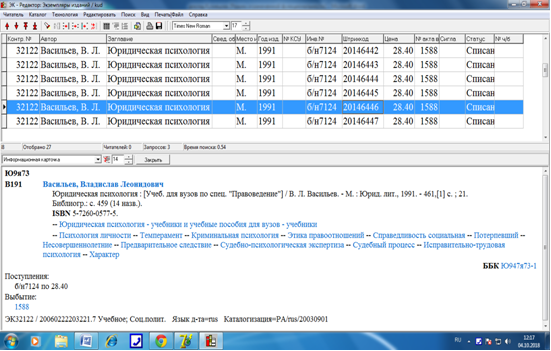 ЭК - Редактор: Экземпляры изданий / ksd
Читатель Каталог Технология Редактировать Поиск Вид Печать|Файл Справка
Times New Roman 17
Контр.№ Автор Заглавие Свед. об Место и Год изд. № КСУ Инв.№ Штрихкод Цена № акта в Сигла Статус № ч/б
32122 Васильев, В. Л. Юридическая психология М. 1991 б/н7124 20146442 28.40 1588 Списан
32122 Васильев, В. Л. Юридическая психология М. 1991 б/н7124 20146443 28.40 1588 Списан
32122 Васильев, В. Л. Юридическая психология М. 1991 б/н7124 20146444 28.40 1588 Списан
32122 Васильев, В. Л. Юридическая психология М. 1991 б/н7124 20146445 28.40 1588 Списан
32122 Васильев, В. Л. Юридическая психология М. 1991 б/н7124 20146446 28.40 1588 Списан
32122 Васильев, В. Л. Юридическая психология М. 1991 б/н7124 20146447 28.40 1588 Списан
В Отобрано 27 Читателей: 0 Запросов: 3 Время поиска: 0.54
Информационная карточка 14 Закрыть
Ю9я73
В191 Васильев, Владислав Леонидович
Юридическая психология : [Учеб. для вузов по спец. "Правоведение"] / В. Л. Васильев. - М. : Юрид. лит., 1991. - 461,[1] с. ; 21.
Библиогр.: с. 459 (14 назв.).
ISBN 5-7260-0577-5.
-- Юридическая психология - учебники и учебные пособия для вузов - учебники
-- Психология личности -- Темперамент -- Криминальная психология -- Этика правоотношений -- Справедливость социальная -- Потерпевший --
Несовершеннолетние -- Предварительное следствие -- Судебно-психологическая экспертиза -- Судебный процесс -- Исправительно-трудовая
психология -- Характер
ББК Ю947я73-1
Поступления:
б/н7124 по 28.40
Выбытие:
1588
ЭК32122 / 20060222203221.7 Учебное; Соц.полит. Язык д-та=rus Каталогизация=РА/rus/20030901
RU 12:17
04.10.2018